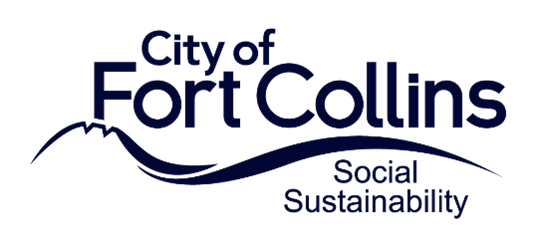 City of
Fort Collins
Social
Sustainability